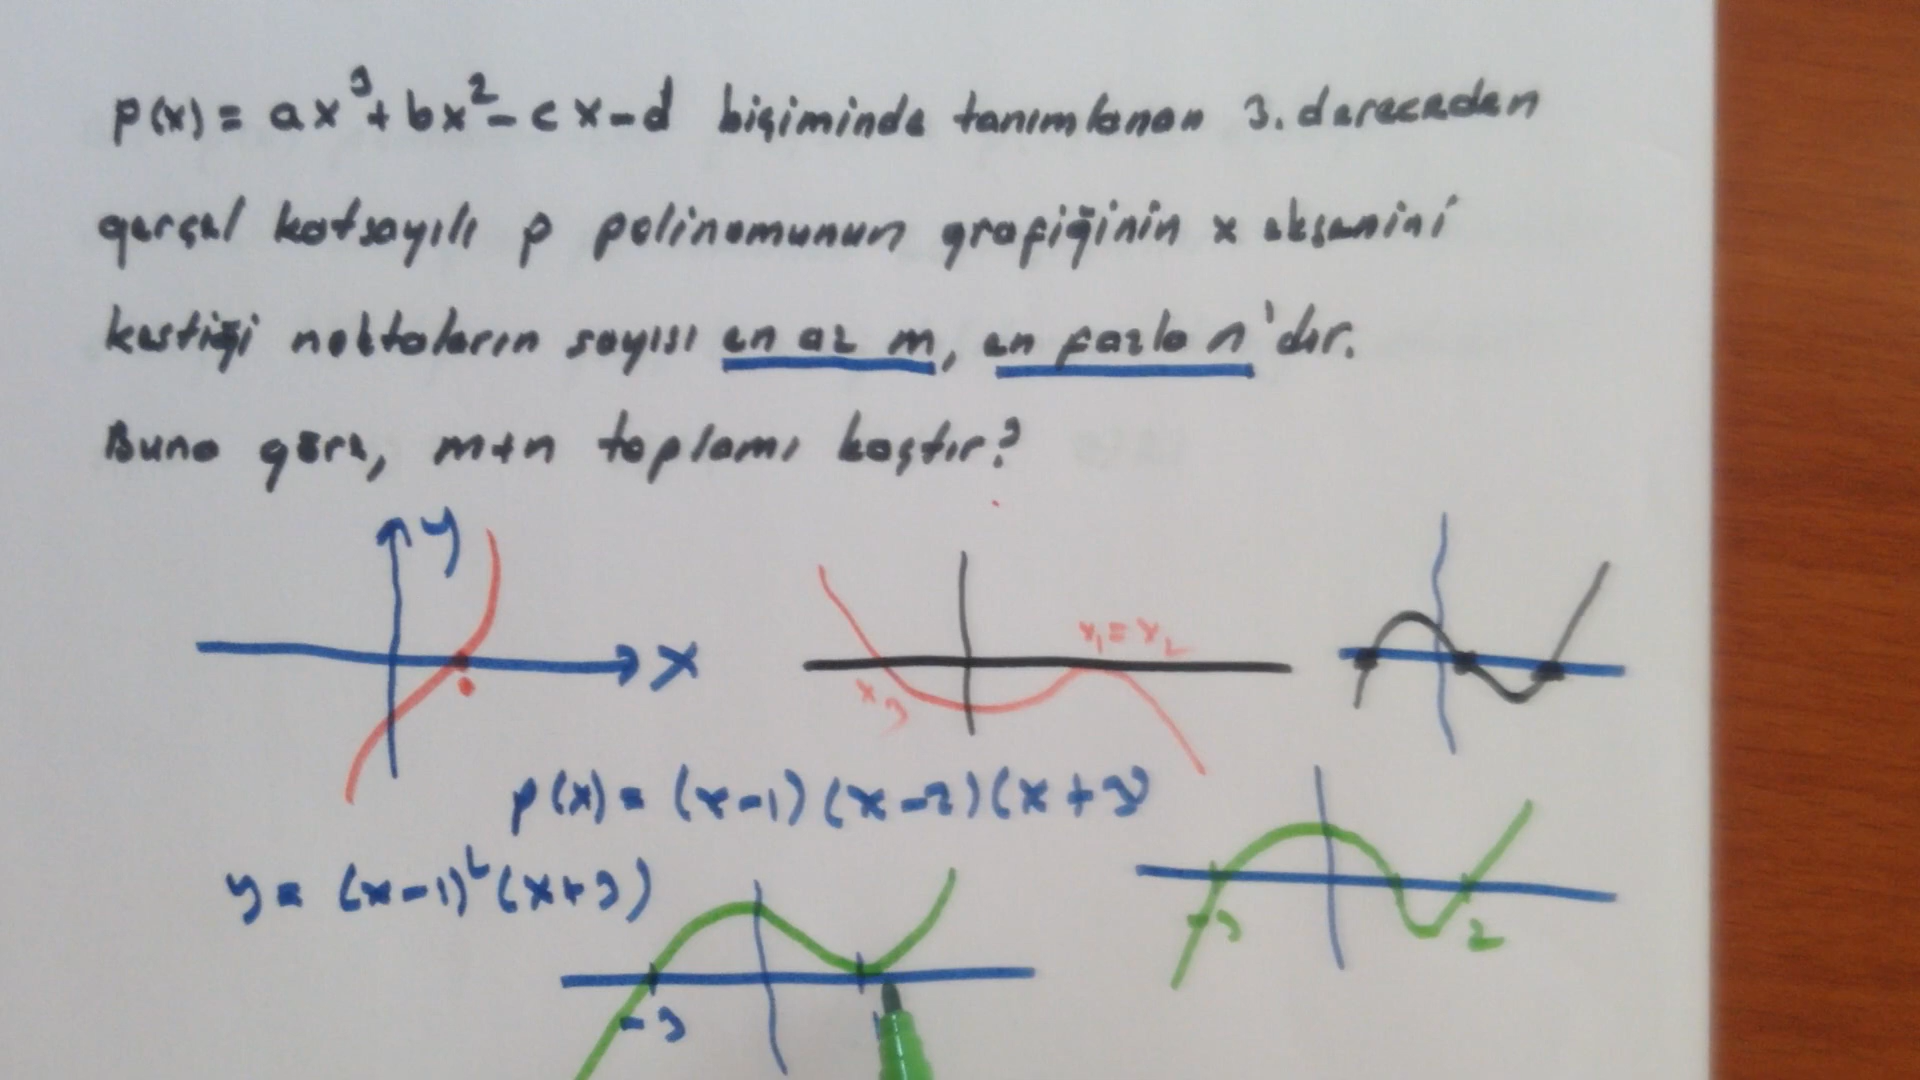 p(x) = ax³ + bx² - cx - d biçiminde tanımlanan 3. dereceden
gerçel katsayılı p polinomunun grafiğinin x eksenini
kestiği noktaların sayısı en az m, en fazla n'dır.
Buna göre, m+n toplamı kaçtır?
y
x
x₃
x₁ = x₂
p(x) = (x-1)(x-2)(x+3)
y = (x-1)²(x+3)
-3
2
-3